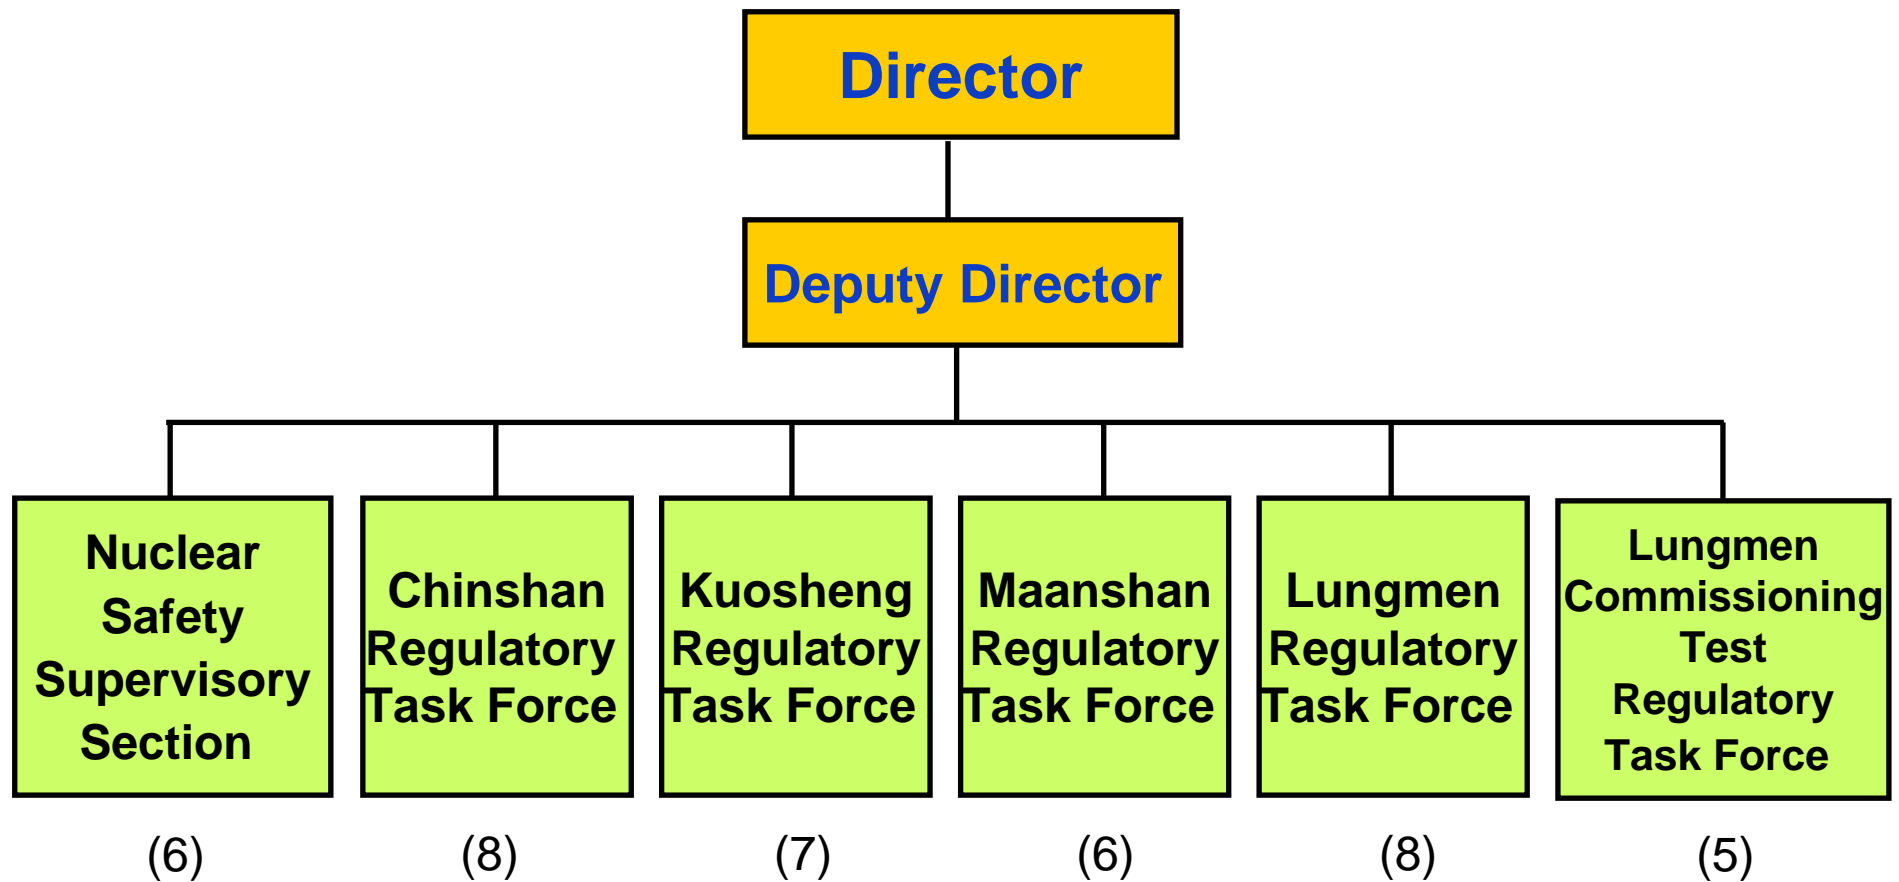 Director
Deputy Director
Nuclear
Safety
Supervisory
Section
Chinshan
Regulatory
Task Force
Kuosheng
Regulatory
Task Force
Maanshan
Regulatory
Task Force
Lungmen
Regulatory
Task Force
Lungmen
Commissioning
Test
Regulatory
Task Force
(6)
(8)
(7)
(6)
(8)
(5)